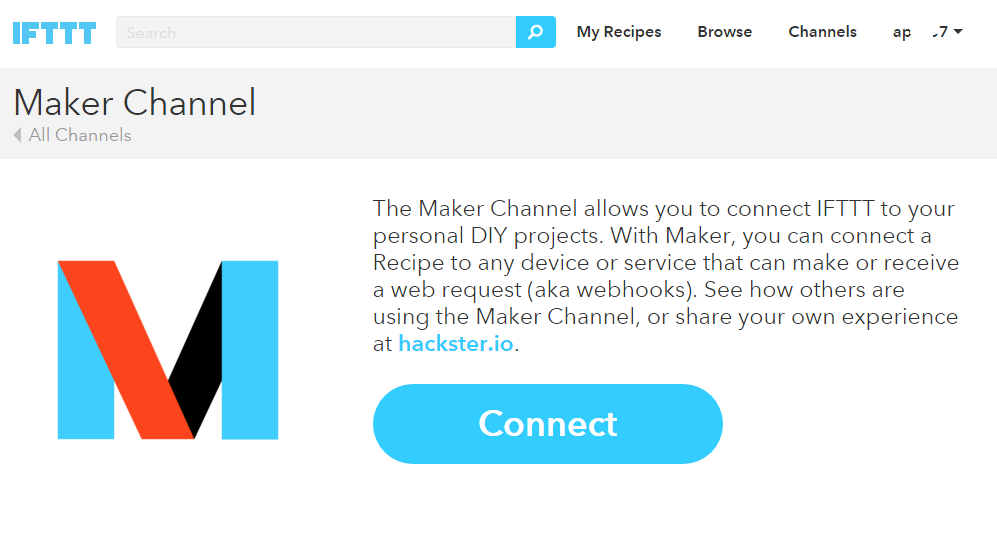 IFTTT
Search
My Recipes
Browse
Channels
Maker Channel
All Channels
The Maker Channel allows you to connect IFTTT to your
personal DIY projects. With Maker, you can connect a
Recipe to any device or service that can make or receive
a web request (aka webhooks). See how others are
using the Maker Channel, or share your own experience
at hackster.io.
Connect